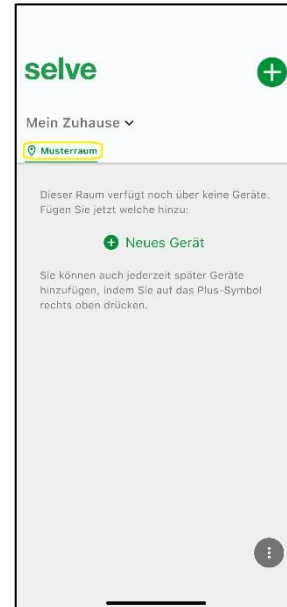 selve
Mein Zuhause
Musterraum
Dieser Raum verfügt noch über keine Geräte.
Fügen Sie jetzt welche hinzu:
Neues Gerät
Sie können auch jederzeit später Geräte
hinzufügen, indem Sie auf das Plus-Symbol
rechts oben drücken.